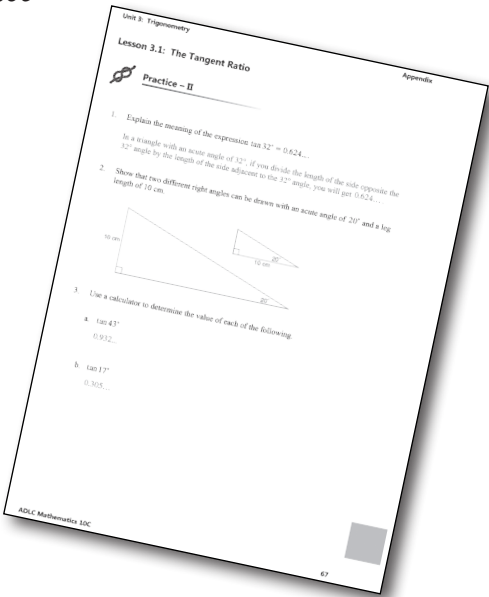 Unit 3: Trigonometry
Appendix
Lesson 3.1: The Tangent Ratio
Practice – II
1. Explain the meaning of the expression tan 32° = 0.624...
In a triangle with an acute angle of 32°, if you divide the length of the side opposite the
32° angle by the length of the side adjacent to the 32° angle, you will get 0.624....
2. Show that two different right angles can be drawn with an acute angle of 20° and a leg
length of 10 cm.
10 cm
20°
10 cm
20°
3. Use a calculator to determine the value of each of the following.
a. tan 43°
0.932...
b. tan 17°
0.305...
ADLC Mathematics 10C
67